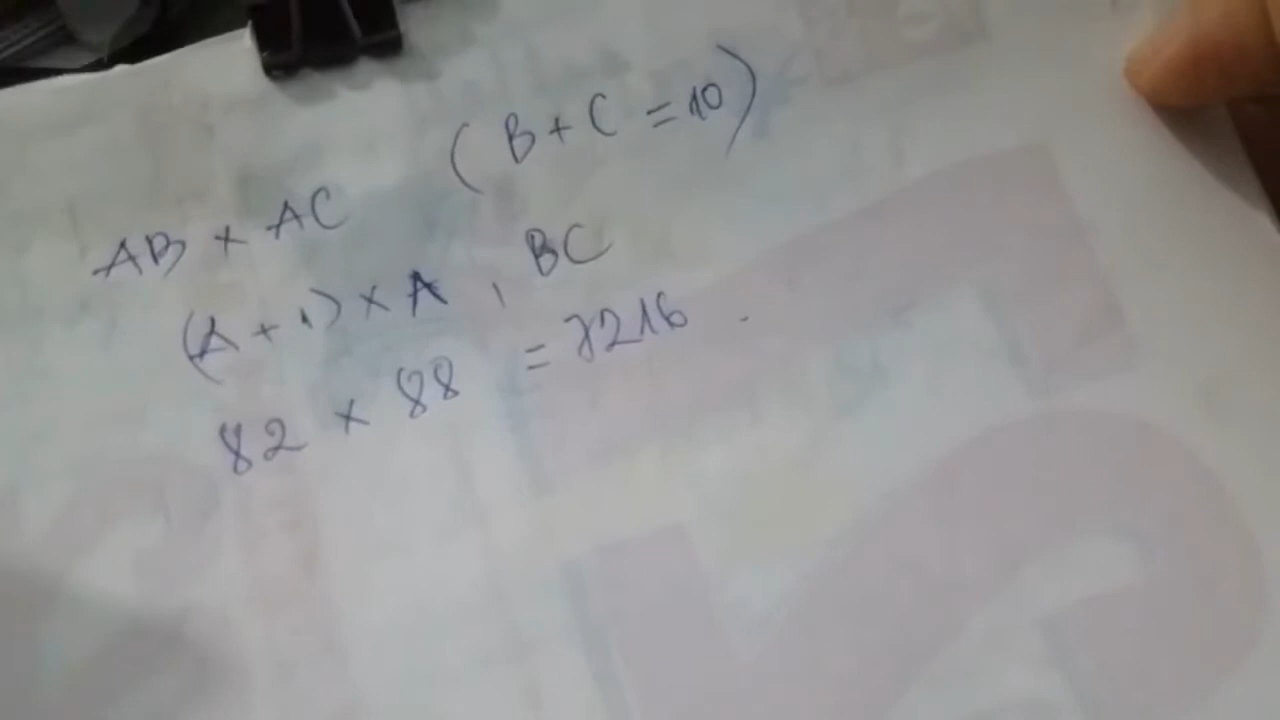 (B+C=10)
AB × AC
(A+1)×A , BC
82 × 88 = 7216 .